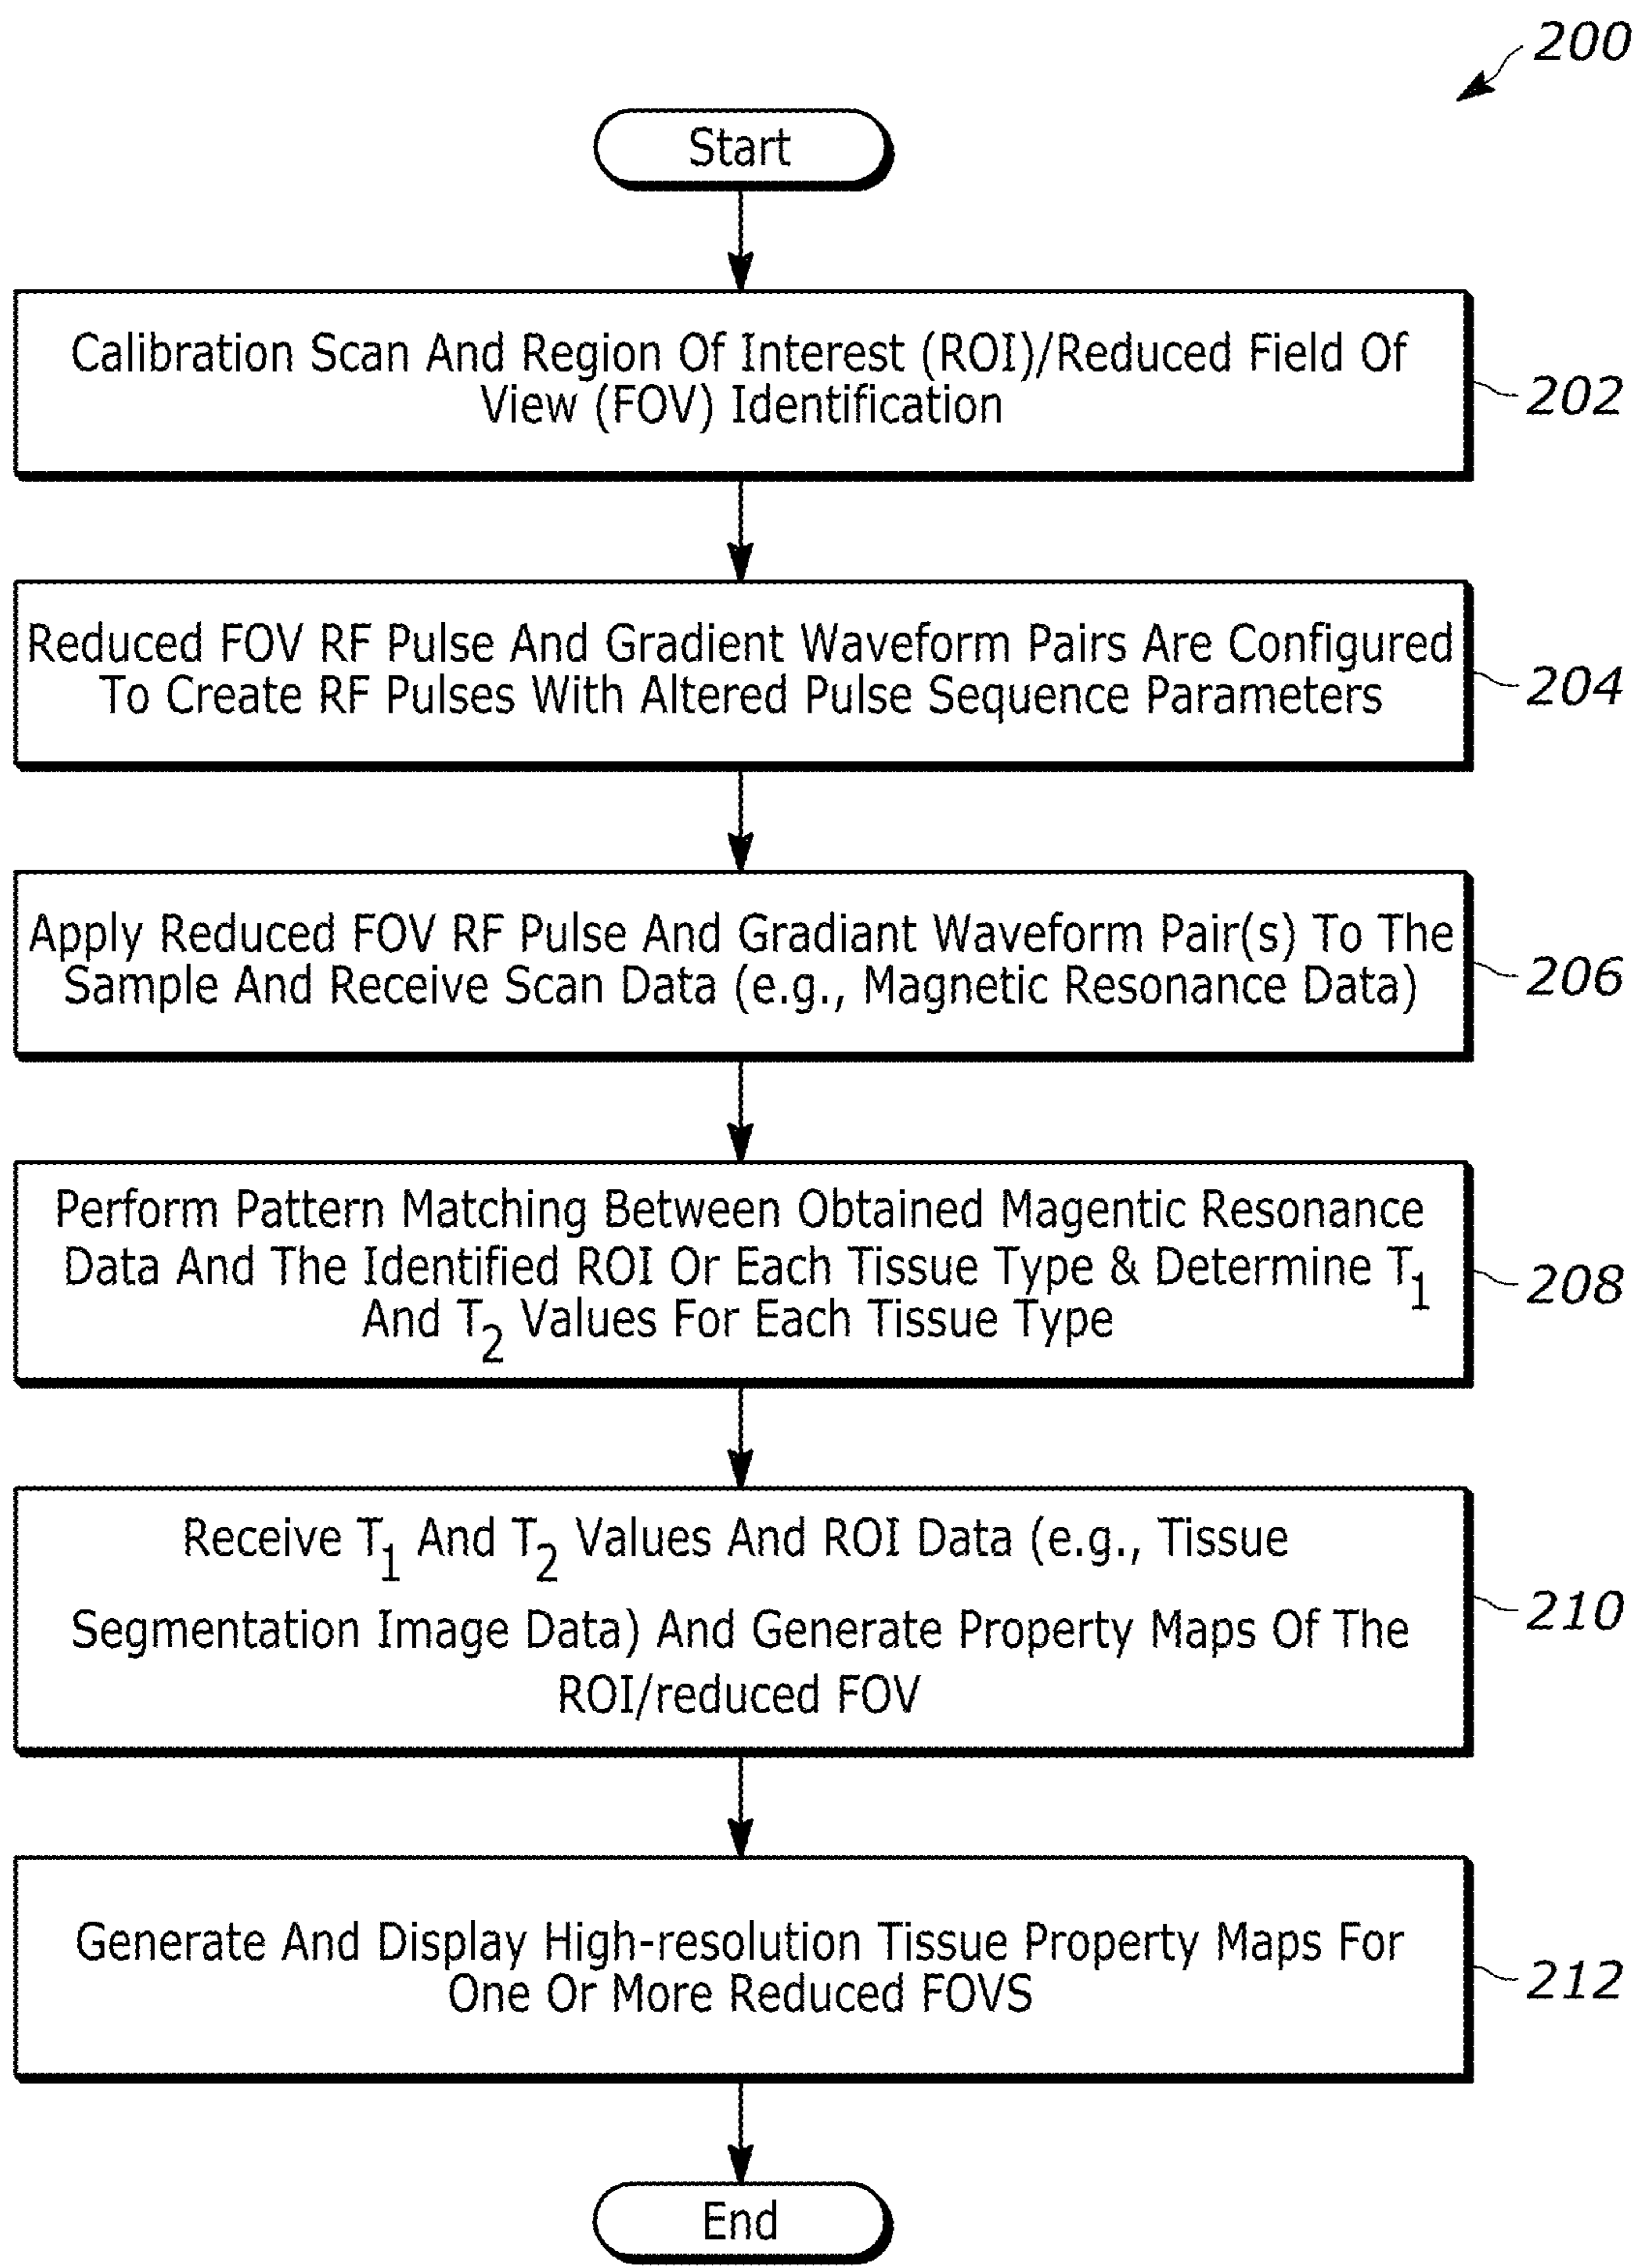 200
Start
Calibration Scan And Region Of Interest (ROI)/Reduced Field Of
View (FOV) Identification
202
Reduced FOV RF Pulse And Gradient Waveform Pairs Are Configured
To Create RF Pulses With Altered Pulse Sequence Parameters
204
Apply Reduced FOV RF Pulse And Gradiant Waveform Pair(s) To The
Sample And Receive Scan Data (e.g., Magnetic Resonance Data)
206
Perform Pattern Matching Between Obtained Magentic Resonance
Data And The Identified ROI Or Each Tissue Type & Determine T1
And T2 Values For Each Tissue Type
208
Receive T1 And T2 Values And ROI Data (e.g., Tissue
Segmentation Image Data) And Generate Property Maps Of The
ROI/reduced FOV
210
Generate And Display High-resolution Tissue Property Maps For
One Or More Reduced FOVS
212
End